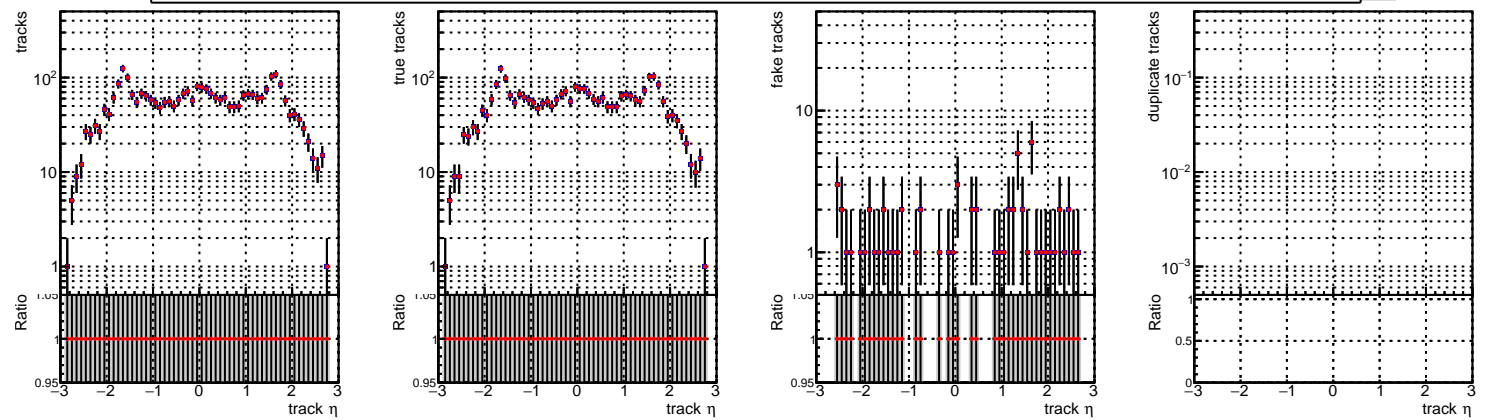 tracks
10²
10
1
Ratio
1.05
1
0.95
−3 −2 −1 0 1 2 3
track η
true tracks
10²
10
1
Ratio
1.05
1
0.95
−3 −2 −1 0 1 2 3
track η
fake tracks
10
1
Ratio
1.05
1
0.95
−3 −2 −1 0 1 2 3
track η
duplicate tracks
10⁻¹
10⁻²
10⁻³
Ratio
1
0.5
0
−3 −2 −1 0 1 2 3
track η